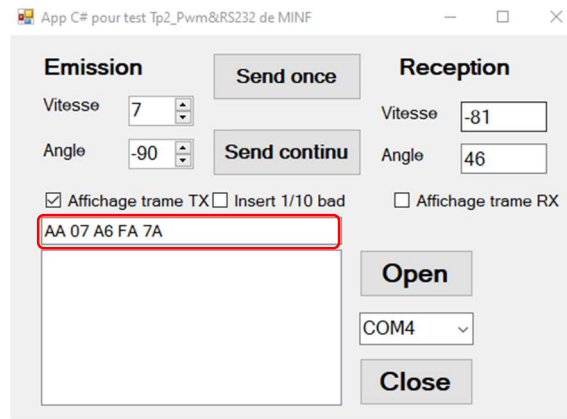 App C# pour test Tp2_Pwm&RS232 de MINF
Emission
Send once
Reception
Vitesse
7
Vitesse
-81
Angle
-90
Send continu
Angle
46
Affichage trame TX
Insert 1/10 bad
Affichage trame RX
AA 07 A6 FA 7A
Open
COM4
Close